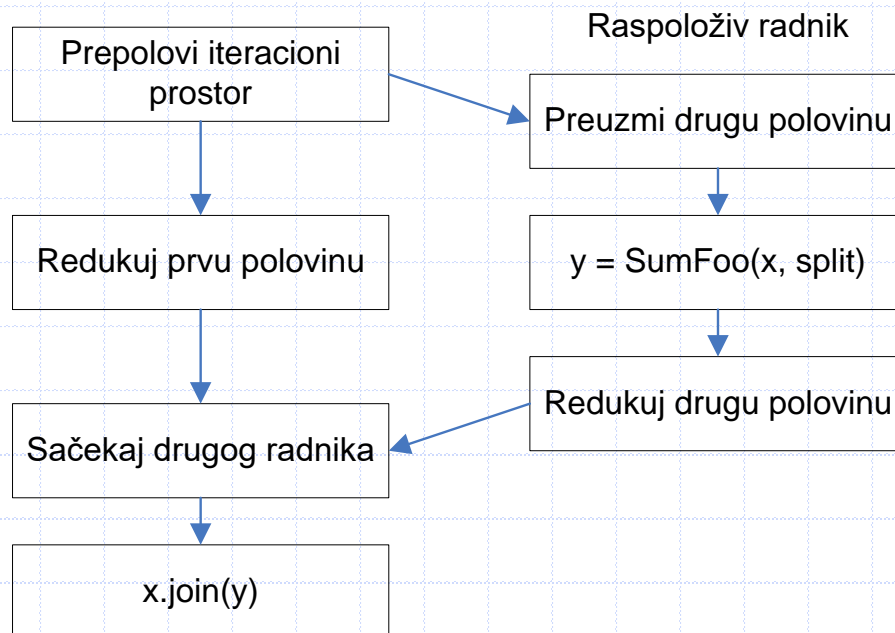 Prepolovi iteracioni
prostor
Raspoloživ radnik
Preuzmi drugu polovinu
Redukuj prvu polovinu
y = SumFoo(x, split)
Redukuj drugu polovinu
Sačekaj drugog radnika
x.join(y)